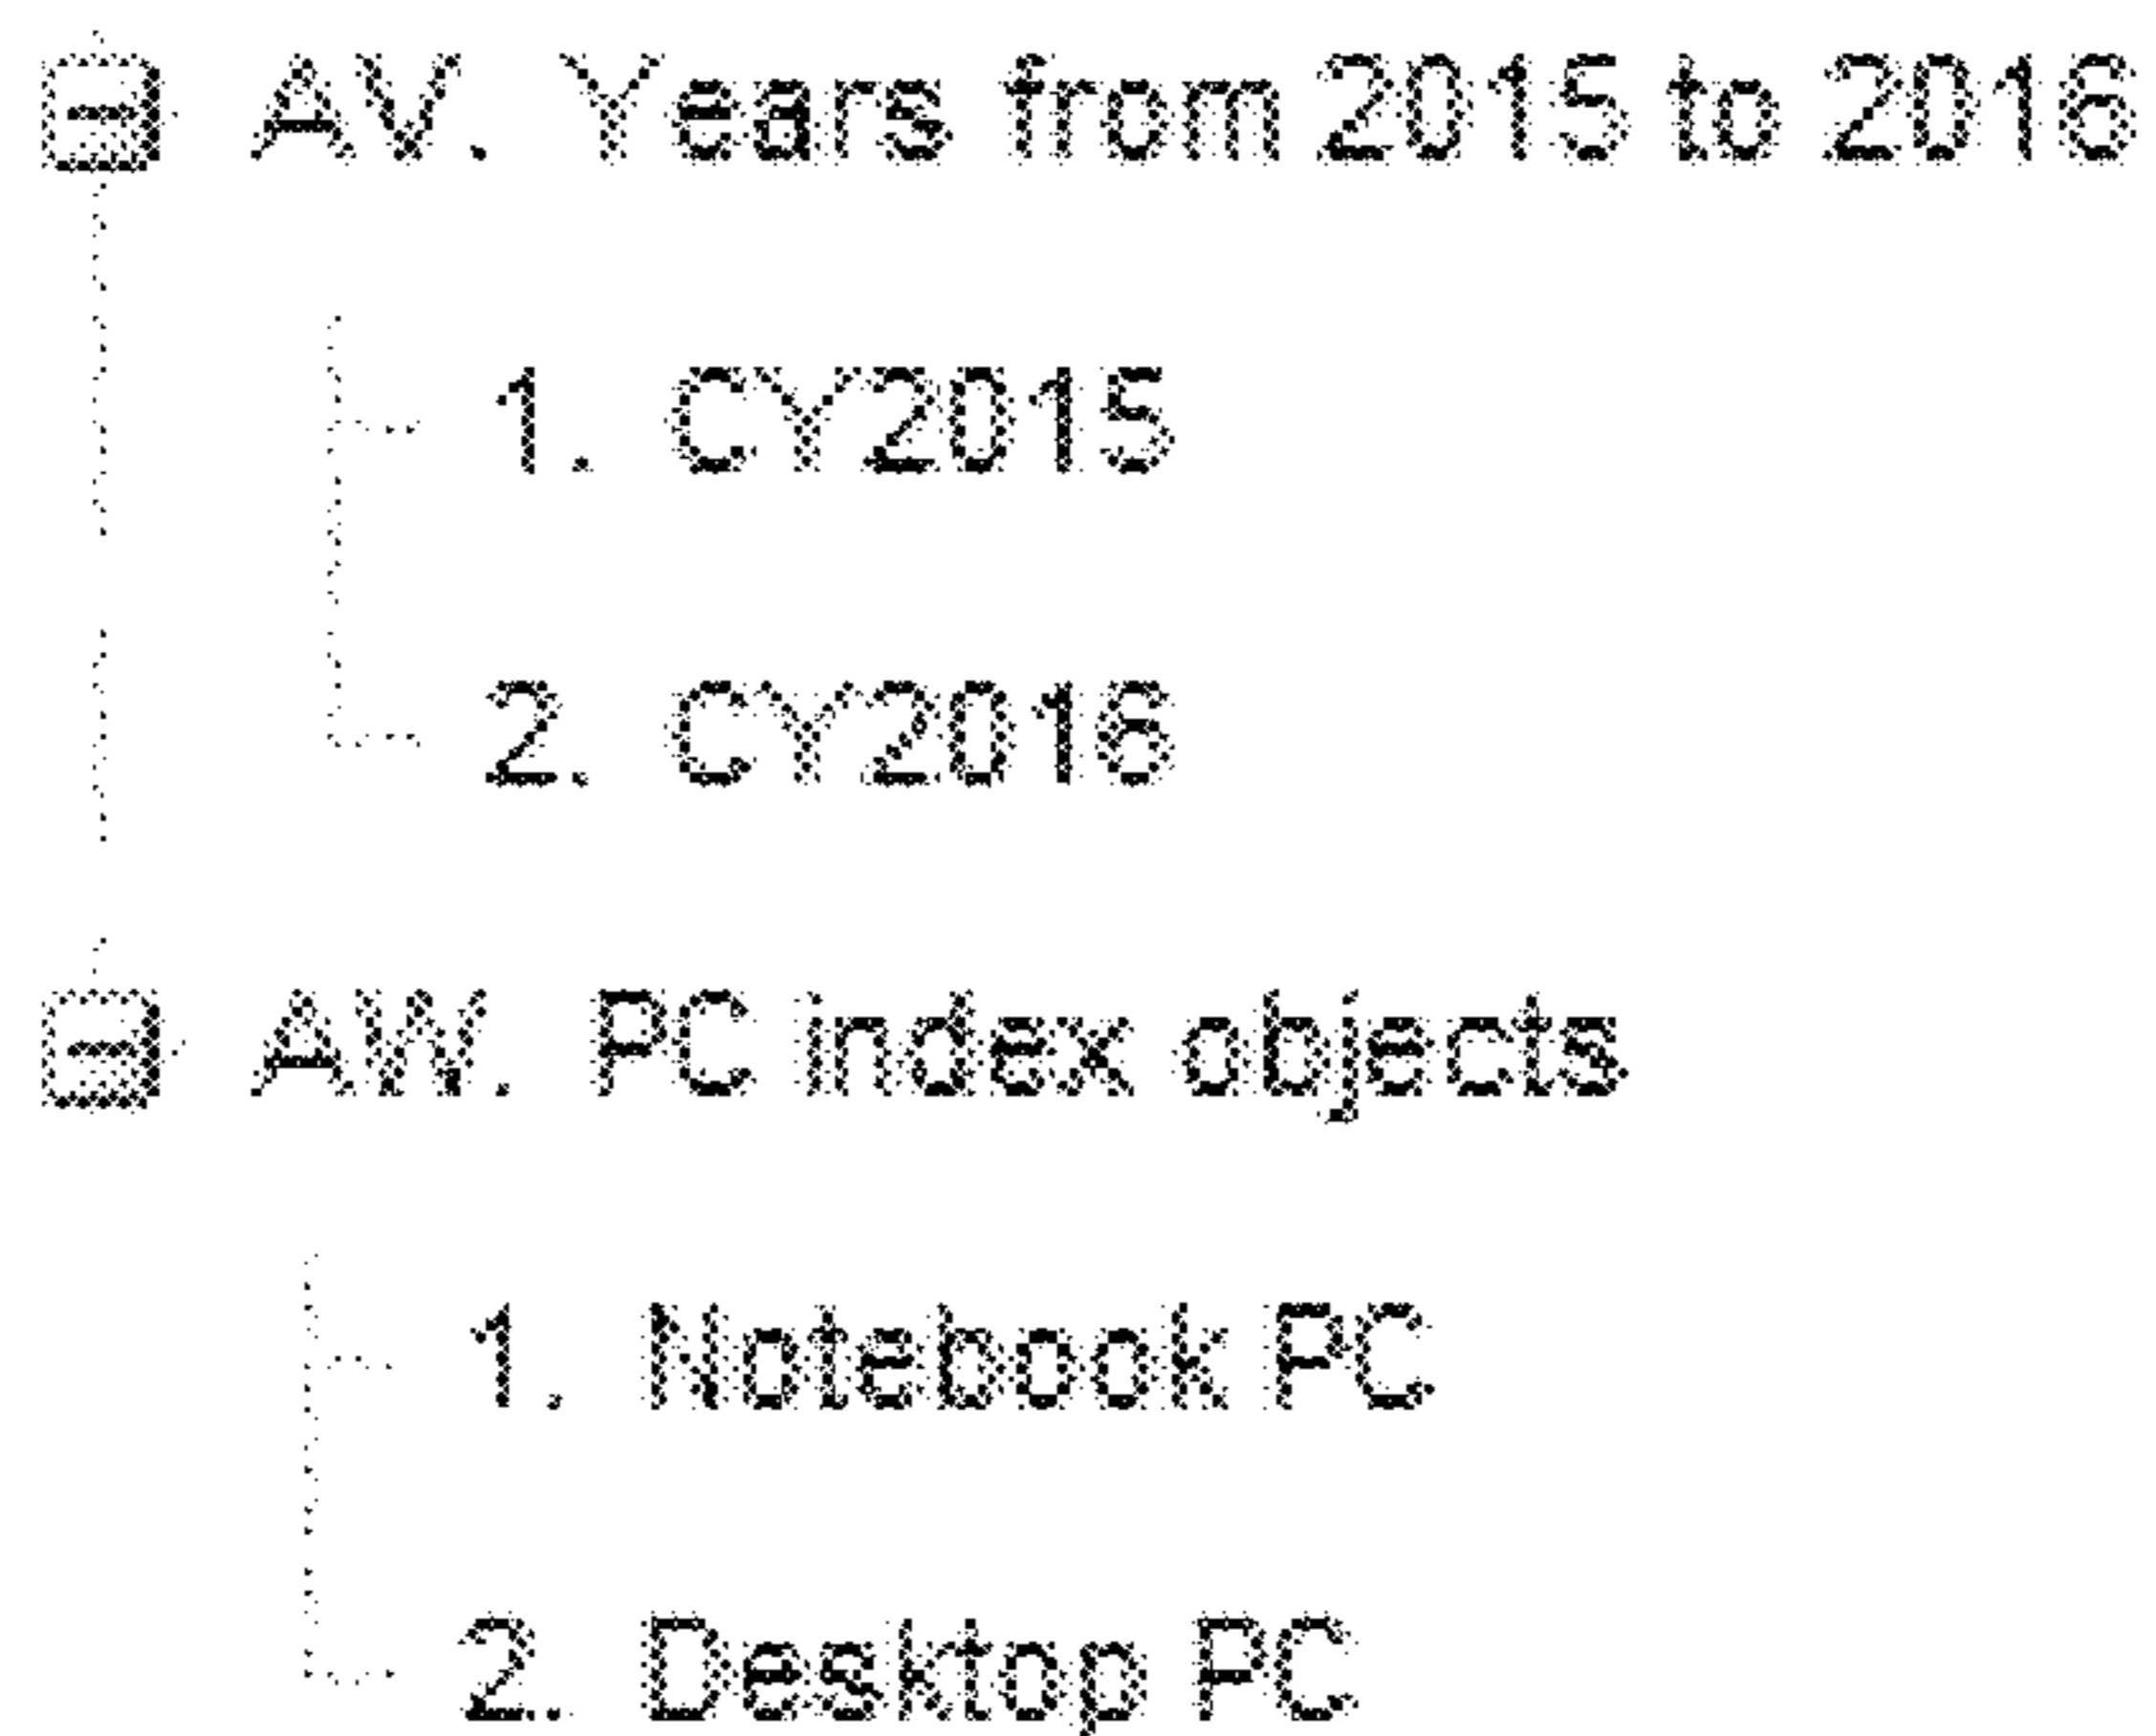 AV. Years from 2015 to 2016
1. CY2015
2. CY2016
AW. PC index objects
1. Notebook PC
2. Desktop PC